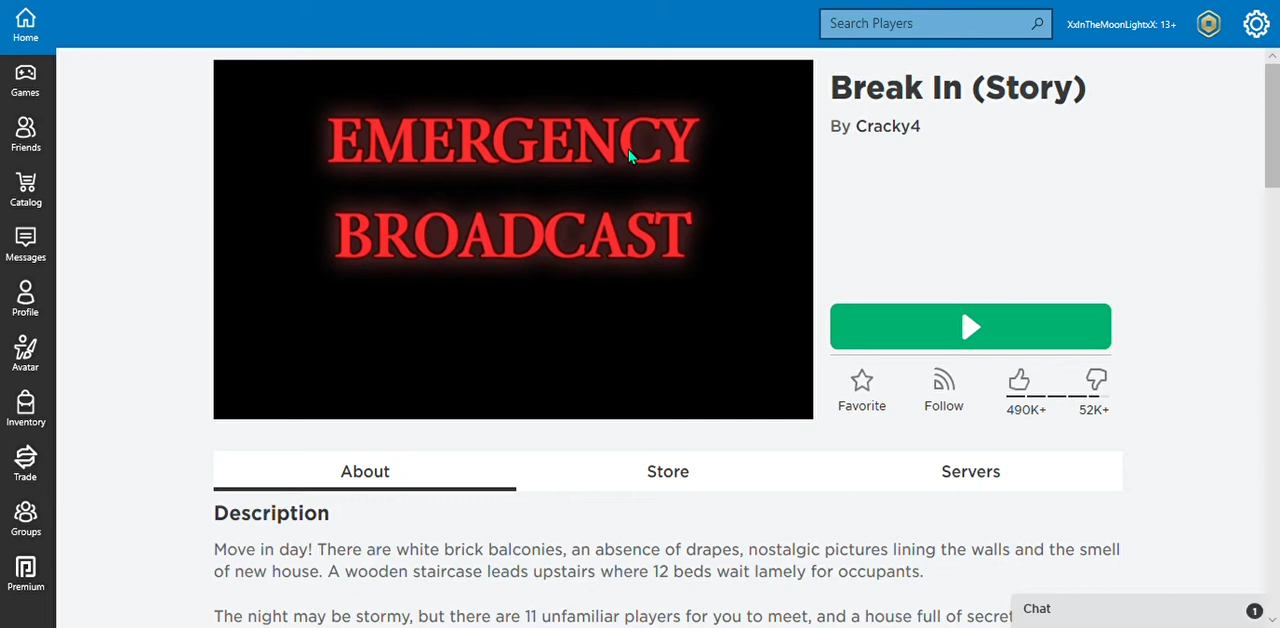 Home
Search Players
XxInTheMoonLightxX: 13+
Games
Friends
Catalog
Messages
Profile
Avatar
Inventory
Trade
Groups
Premium
EMERGENCY
BROADCAST
Break In (Story)
By Cracky4
Favorite
Follow
490K+
52K+
About
Store
Servers
Description
Move in day! There are white brick balconies, an absence of drapes, nostalgic pictures lining the walls and the smell
of new house. A wooden staircase leads upstairs where 12 beds wait lamely for occupants.
The night may be stormy, but there are 11 unfamiliar players for you to meet, and a house full of secret
Chat
1